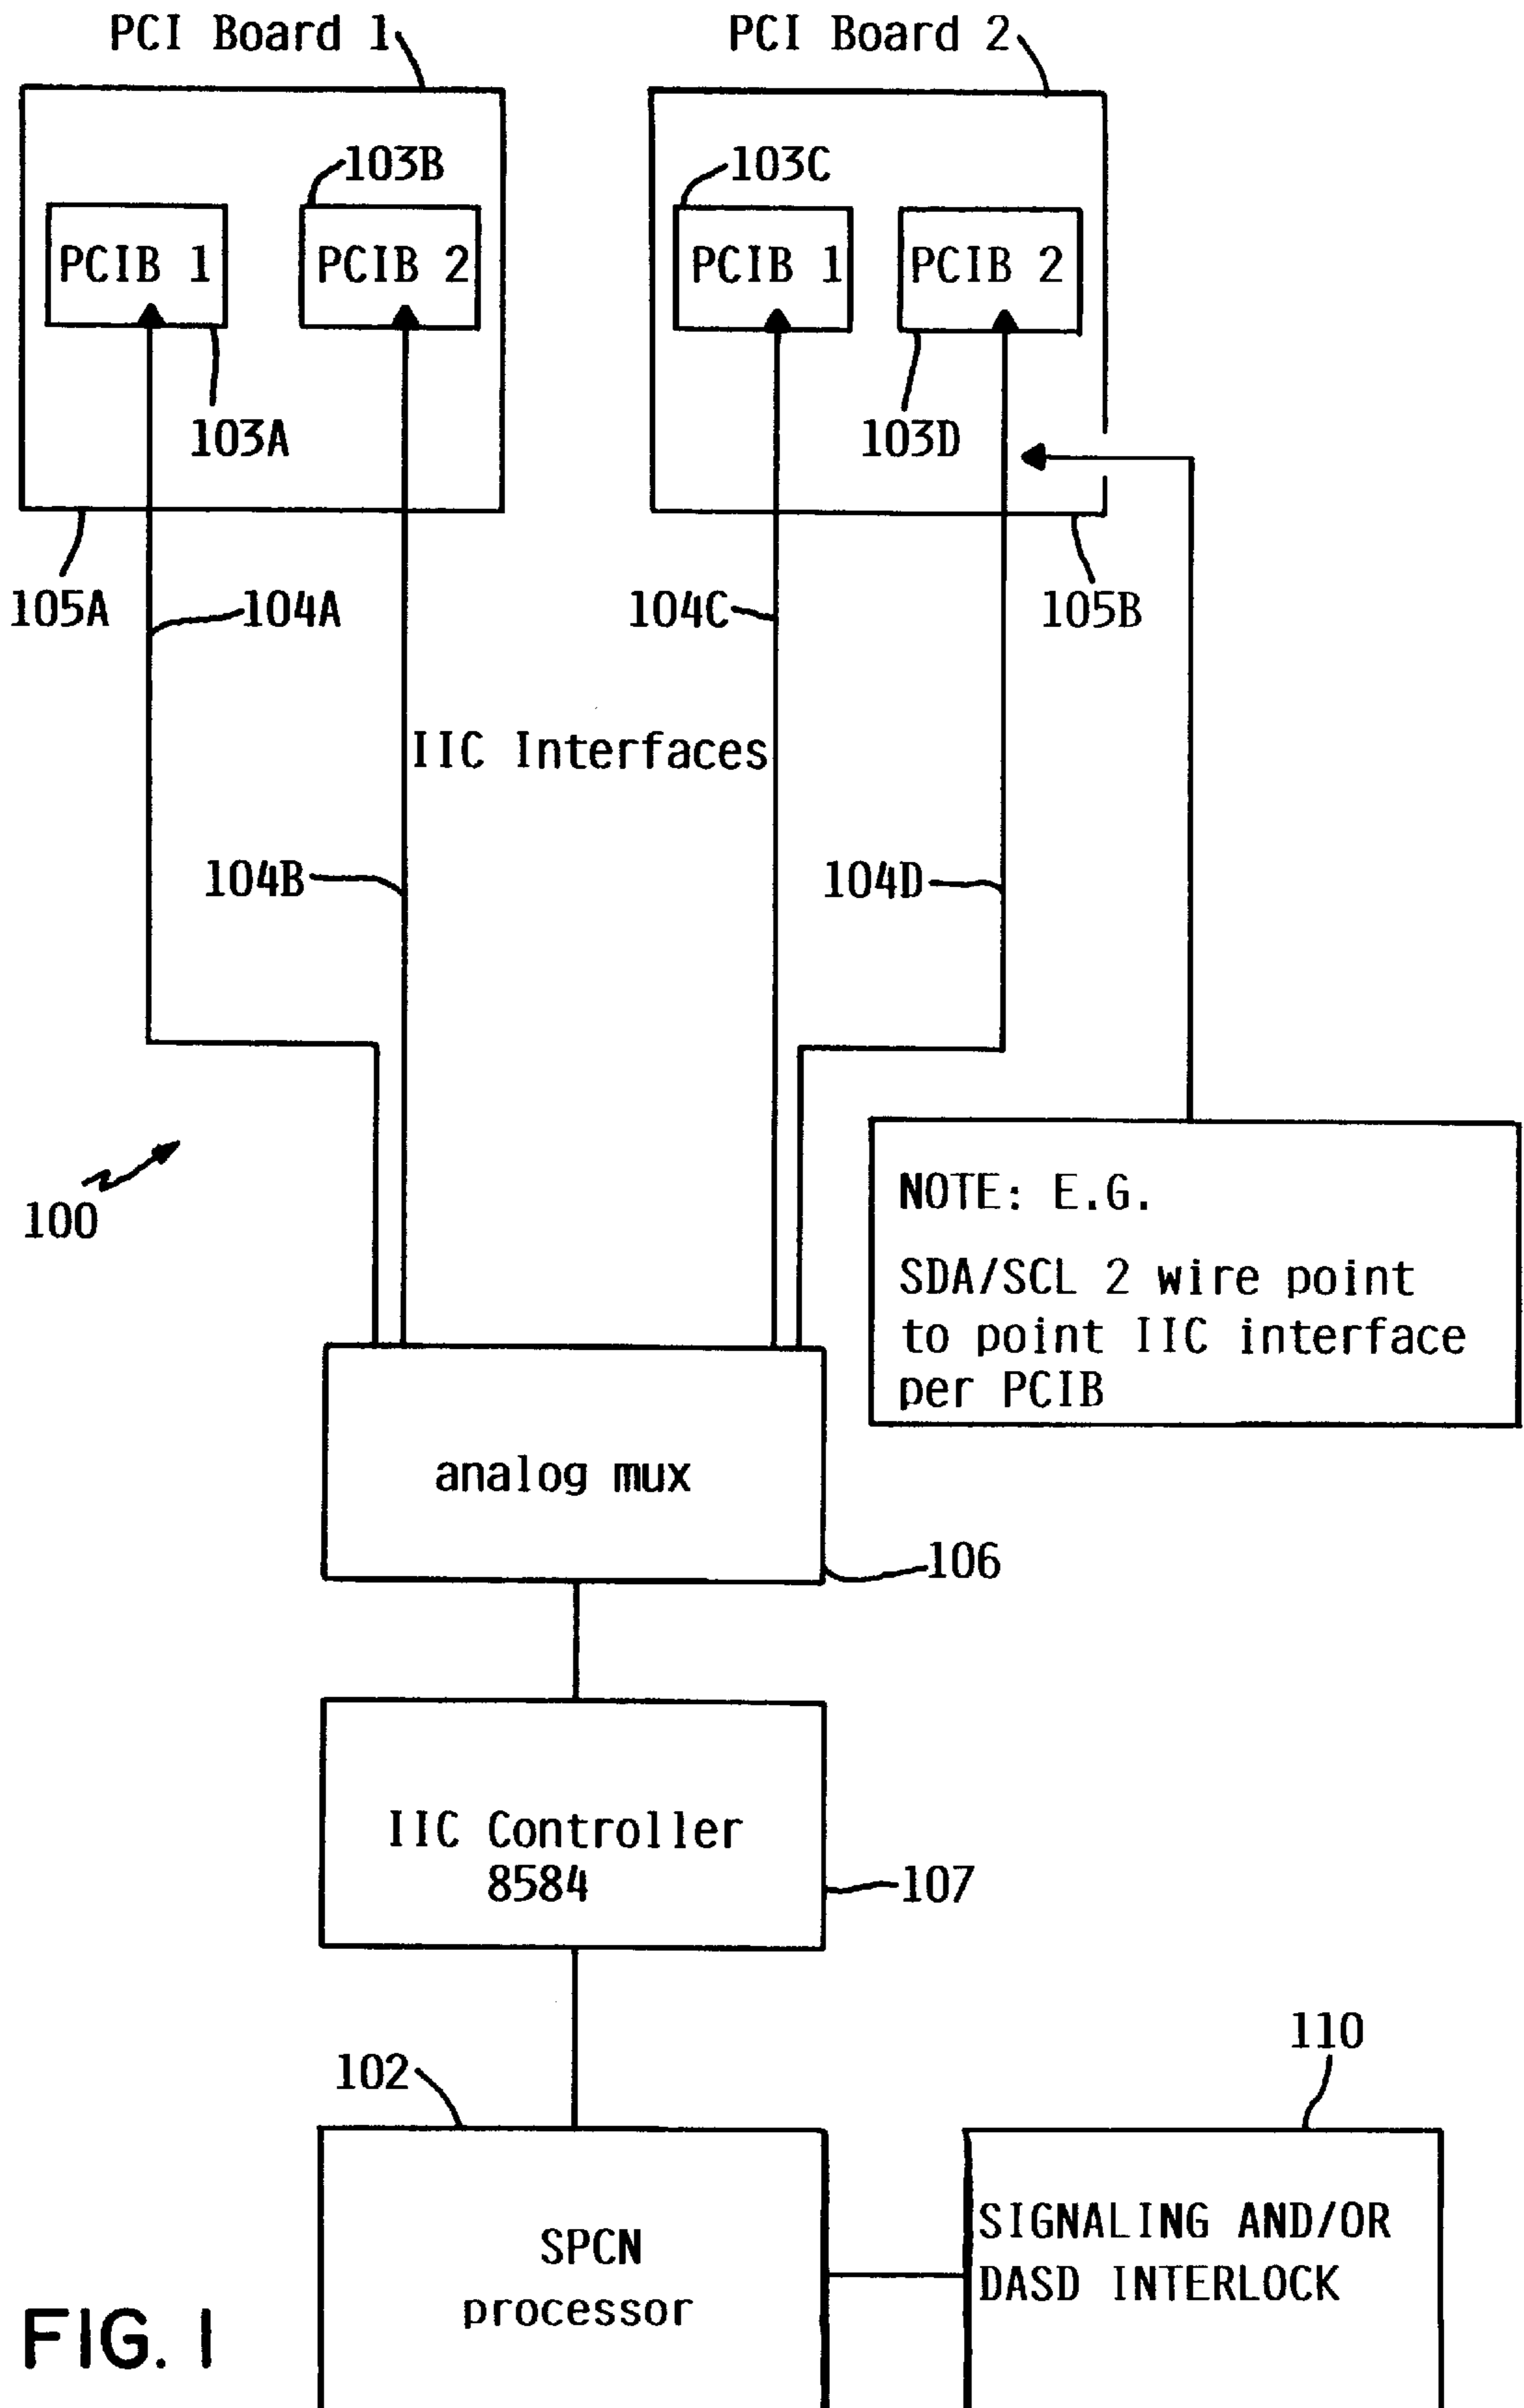 PCI Board 1
PCI Board 2
103B
103C
PCIB 1
PCIB 2
PCIB 1
PCIB 2
103A
103D
105A
104A
104C
105B
IIC Interfaces
104B
104D
100
NOTE: E.G.
SDA/SCL 2 wire point
to point IIC interface
per PCIB
analog mux
106
IIC Controller
8584
107
110
102
SIGNALING AND/OR
DASD INTERLOCK
SPCN
processor
FIG. 1